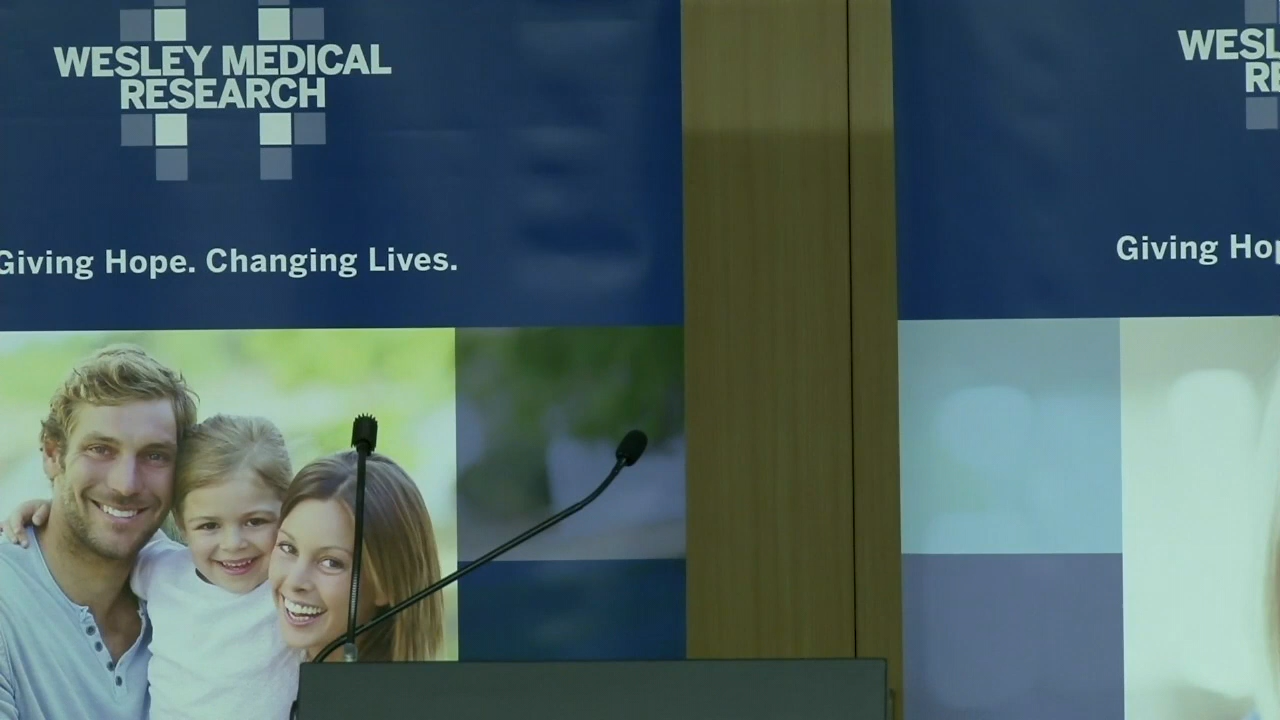 WESLEY MEDICAL
RESEARCH
Giving Hope. Changing Lives.
WESL
RE
Giving Hop